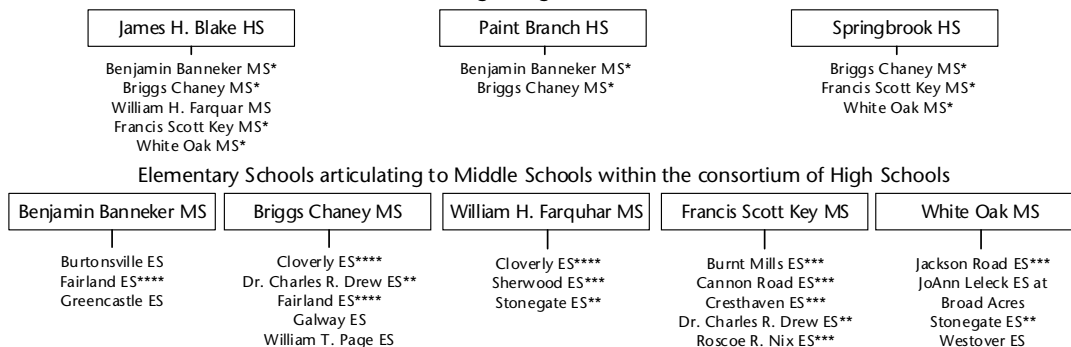 James H. Blake HS
Paint Branch HS
Springbrook HS
Benjamin Banneker MS*
Briggs Chaney MS*
William H. Farquar MS
Francis Scott Key MS*
White Oak MS*
Benjamin Banneker MS*
Briggs Chaney MS*
Briggs Chaney MS*
Francis Scott Key MS*
White Oak MS*
Elementary Schools articulating to Middle Schools within the consortium of High Schools
Benjamin Banneker MS
Briggs Chaney MS
William H. Farquhar MS
Francis Scott Key MS
White Oak MS
Burtonsville ES
Fairland ES****
Greencastle ES
Cloverly ES****
Dr. Charles R. Drew ES**
Fairland ES****
Galway ES
William T. Page ES
Cloverly ES****
Sherwood ES***
Stonegate ES**
Burnt Mills ES***
Cannon Road ES***
Cresthaven ES***
Dr. Charles R. Drew ES**
Roscoe R. Nix ES***
Jackson Road ES***
JoAnn Leleck ES at
Broad Acres
Stonegate ES**
Westover ES